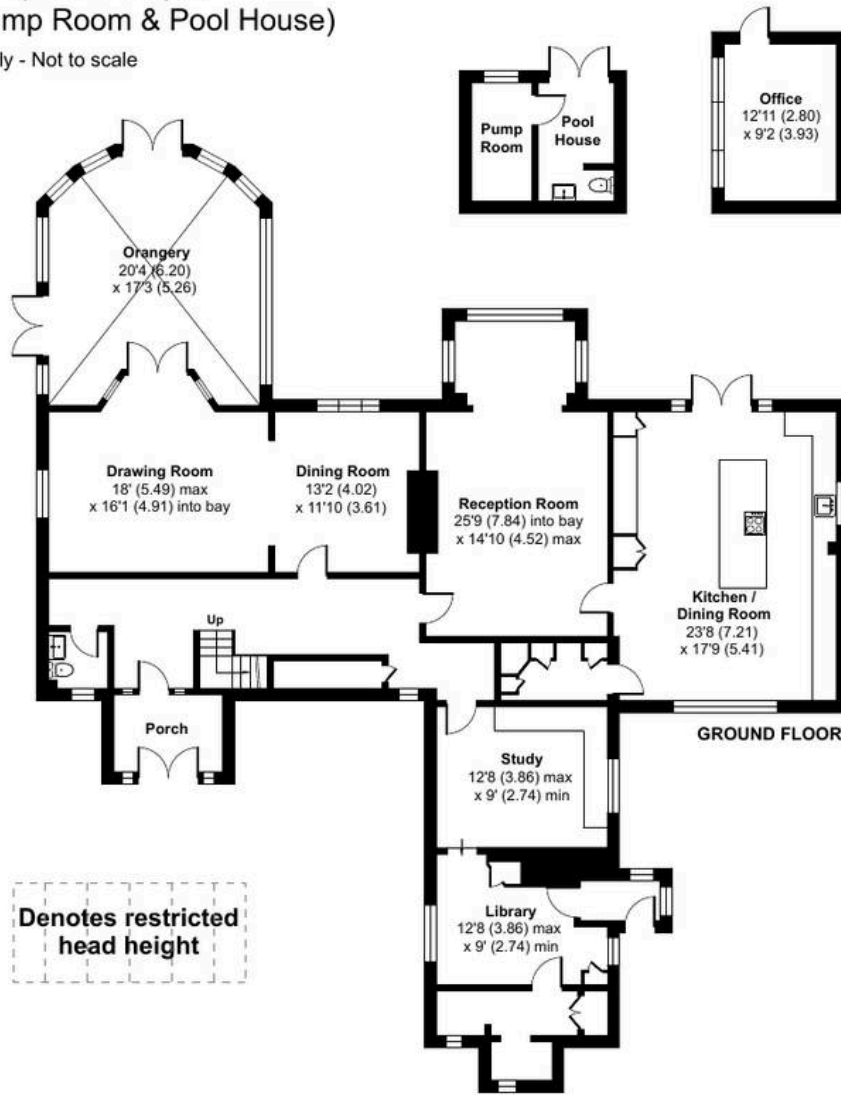 mp Room & Pool House)
ly - Not to scale
Office
12'11 (2.80)
x 9'2 (3.93)
Pump
Room
Pool
House
Orangery
20'4 (6.20)
x 17'3 (5.26)
Drawing Room
18' (5.49) max
x 16'1 (4.91) into bay
Dining Room
13'2 (4.02)
x 11'10 (3.61)
Reception Room
25'9 (7.84) into bay
x 14'10 (4.52) max
Kitchen /
Dining Room
23'8 (7.21)
x 17'9 (5.41)
Up
Porch
GROUND FLOOR
Study
12'8 (3.86) max
x 9' (2.74) min
Library
12'8 (3.86) max
x 9' (2.74) min
Denotes restricted
head height